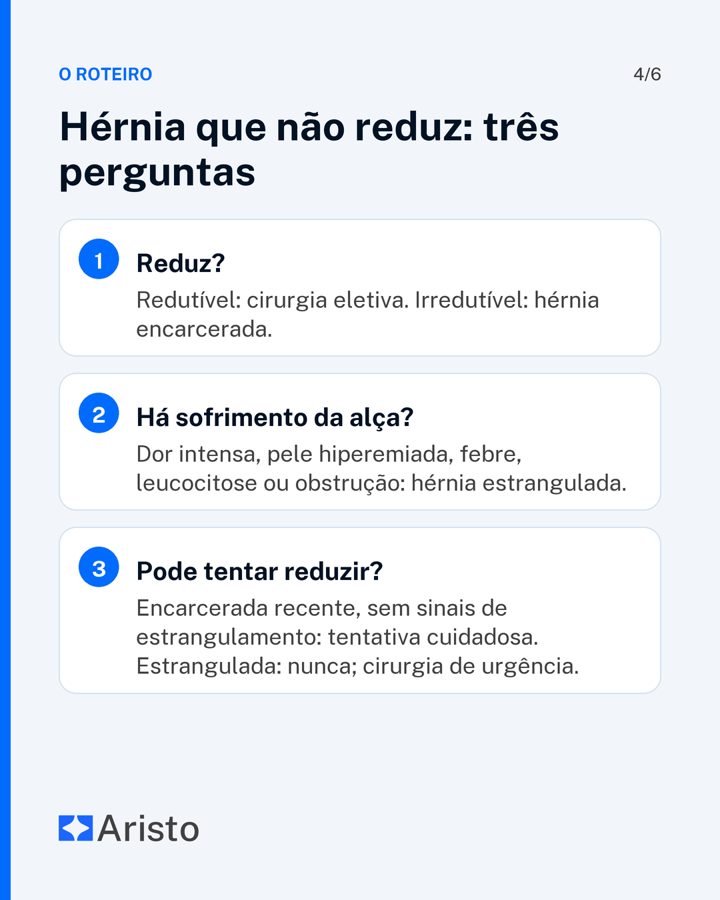 O ROTEIRO
4/6
Hérnia que não reduz: três
perguntas
1
Reduz?
Redutível: cirurgia eletiva. Irredutível: hérnia
encarcerada.
2
Há sofrimento da alça?
Dor intensa, pele hiperemiada, febre,
leucocitose ou obstrução: hérnia estrangulada.
3
Pode tentar reduzir?
Encarcerada recente, sem sinais de
estrangulamento: tentativa cuidadosa.
Estrangulada: nunca; cirurgia de urgência.
Aristo